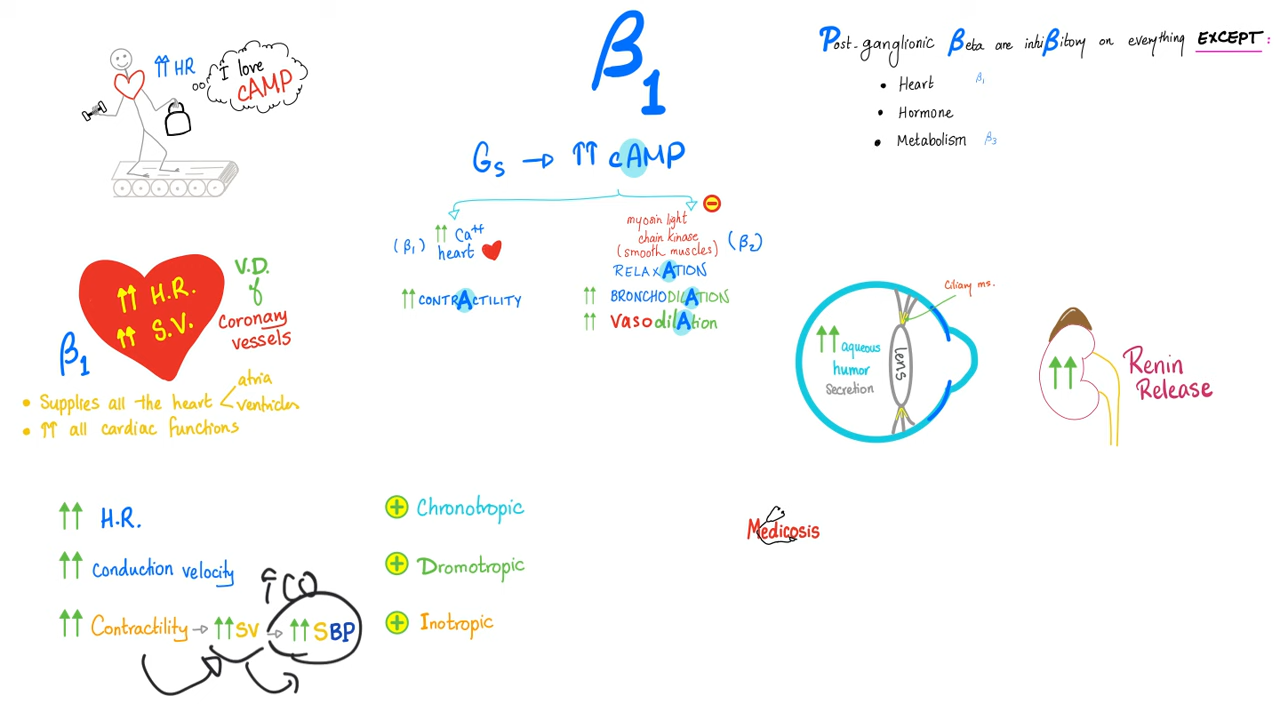 ⇈ HR
I love
cAMP
β1
Gs → ⇈ cAMP
(β1)
⇈ Ca++
heart
⇈ CONTRACTILITY
myosin light
chain kinase
(smooth muscles)
(β2)
RELAXATION
⇈ BRONCHODILATION
⇈ VasodilAtion
Post-ganglionic Beta are inhiBitory on everything EXCEPT:
• Heart β1
• Hormone
• Metabolism β3
⇈ H.R.
⇈ S.V.
β1
V.D.
of
Coronary
vessels
• Supplies all the heart < atria
ventricles
• ⇈ all cardiac functions
Ciliary ms.
⇈ aqueous
humor
secretion
lens
⇈
Renin
Release
⇈ H.R.
⇈ Conduction velocity
↑CO
⇈ Contractility → ⇈ SV → ⇈ SBP
+ Chronotropic
+ Dromotropic
+ Inotropic
Medicosis